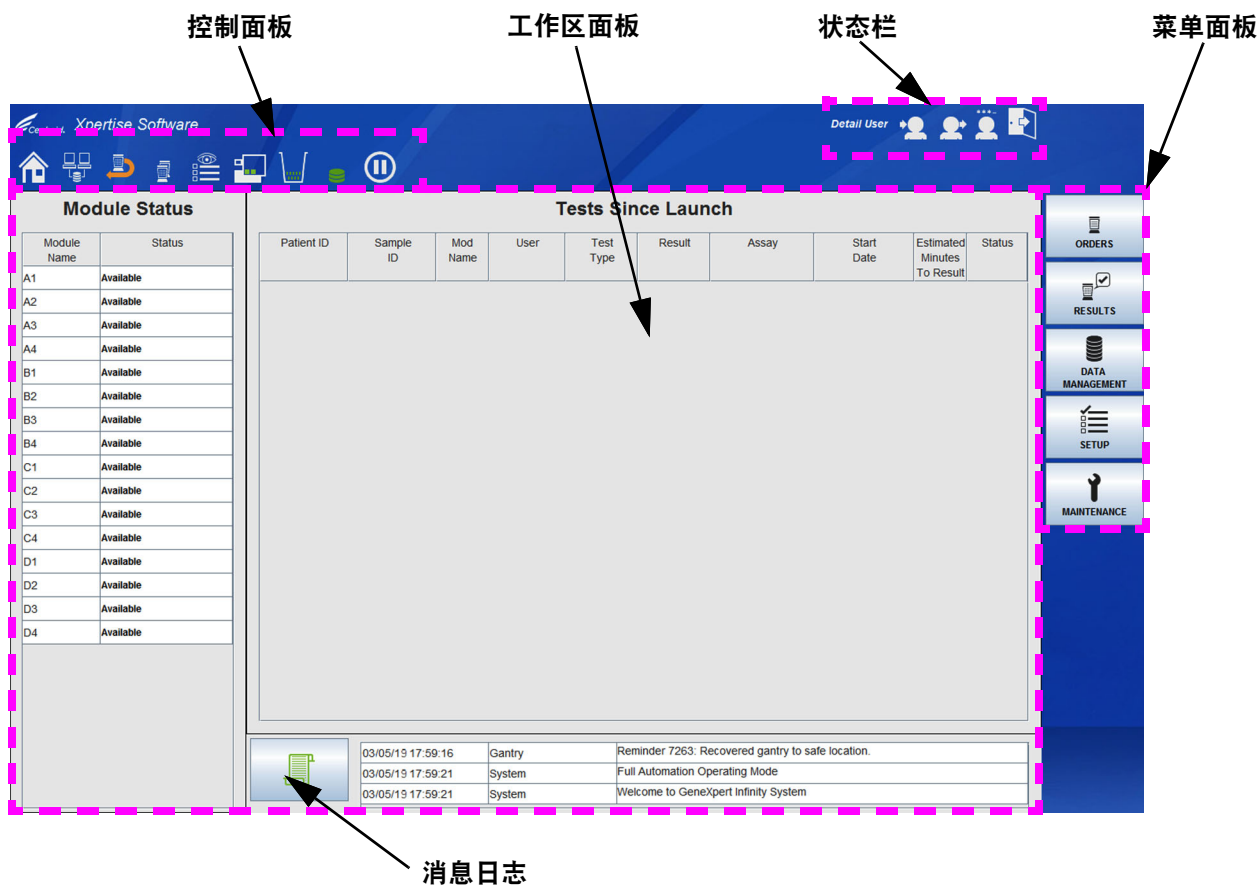 控制面板
工作区面板
状态栏
菜单面板
Xpertise Software
Detail User
Module Status
Tests Since Launch
Module Name
Status
Patient ID
Sample ID
Mod Name
User
Test Type
Result
Assay
Start Date
Estimated Minutes To Result
Status
A1 Available
A2 Available
A3 Available
A4 Available
B1 Available
B2 Available
B3 Available
B4 Available
C1 Available
C2 Available
C3 Available
C4 Available
D1 Available
D2 Available
D3 Available
D4 Available
ORDERS
RESULTS
DATA
MANAGEMENT
SETUP
MAINTENANCE
03/05/19 17:59:16 Gantry Reminder 7263: Recovered gantry to safe location.
03/05/19 17:59:21 System Full Automation Operating Mode
03/05/19 17:59:21 System Welcome to GeneXpert Infinity System
消息日志